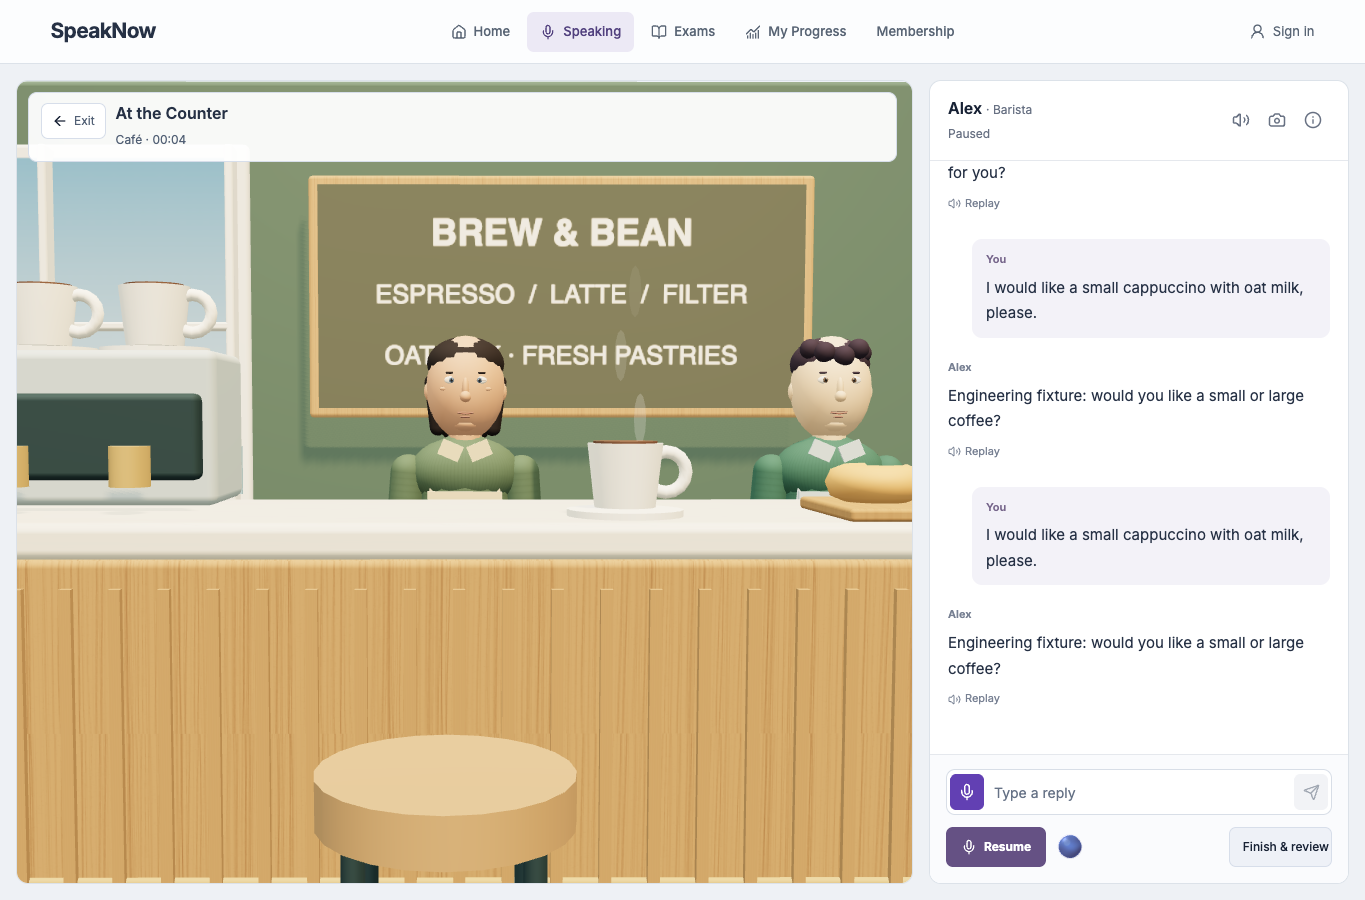 SpeakNow
Home
Speaking
Exams
My Progress
Membership
Sign In
Exit
At the Counter
Café · 00:04
BREW & BEAN
ESPRESSO / LATTE / FILTER
· FRESH PASTRIES
Alex · Barista
Paused
for you?
Replay
You
I would like a small cappuccino with oat milk,
please.
Alex
Engineering fixture: would you like a small or large
coffee?
Replay
You
I would like a small cappuccino with oat milk,
please.
Alex
Engineering fixture: would you like a small or large
coffee?
Replay
Type a reply
Resume
Finish & review